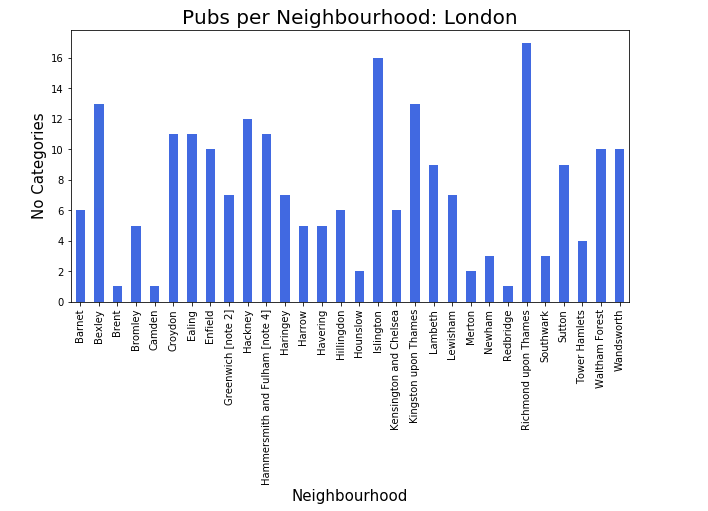 Pubs per Neighbourhood: London
No Categories
16
14
12
10
8
6
4
2
0
Barnet
Bexley
Brent
Bromley
Camden
Croydon
Ealing
Enfield
Greenwich [note 2]
Hackney
Hammersmith and Fulham [note 4]
Haringey
Harrow
Havering
Hillingdon
Hounslow
Islington
Kensington and Chelsea
Kingston upon Thames
Lambeth
Lewisham
Merton
Newham
Redbridge
Richmond upon Thames
Southwark
Sutton
Tower Hamlets
Waltham Forest
Wandsworth
Neighbourhood